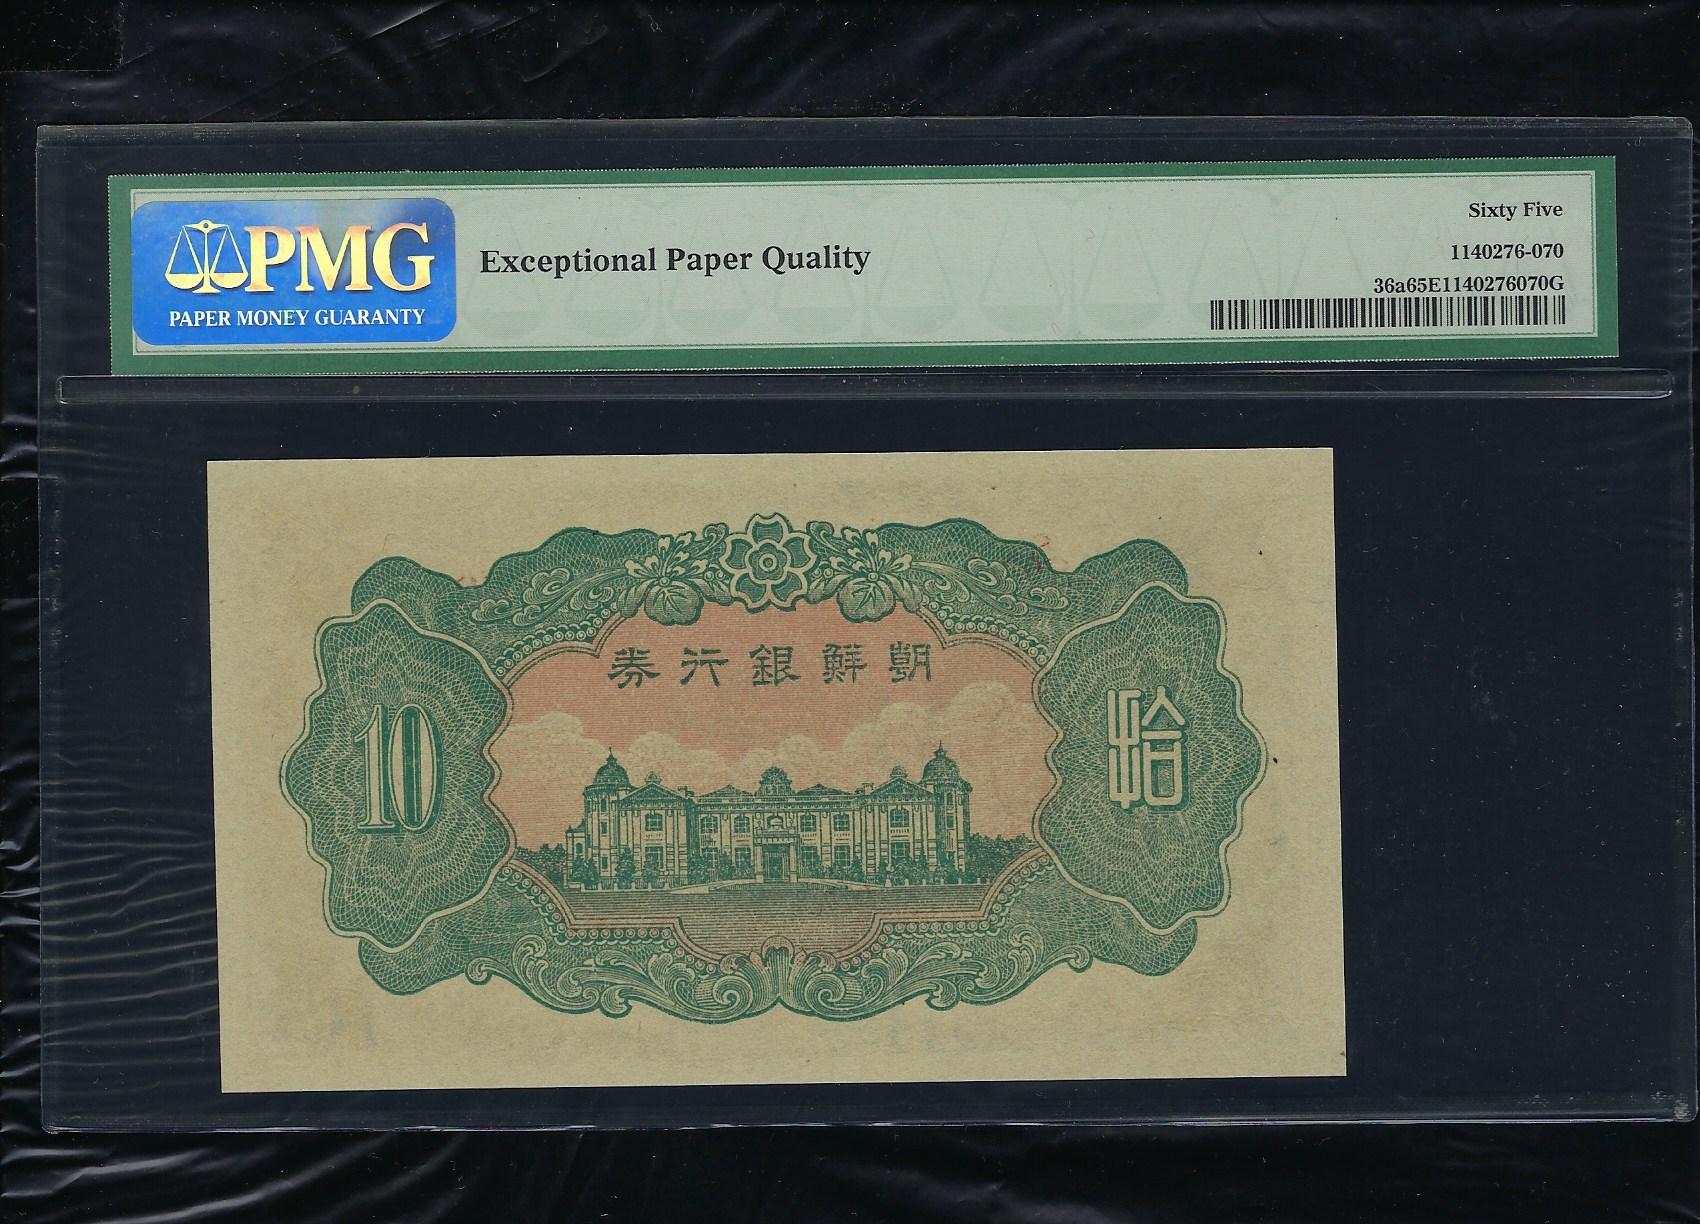 PMG
PAPER MONEY GUARANTY
Exceptional Paper Quality
Sixty Five
1140276-070
36a65E1140276070G
券行銀鮮朝
10
拾